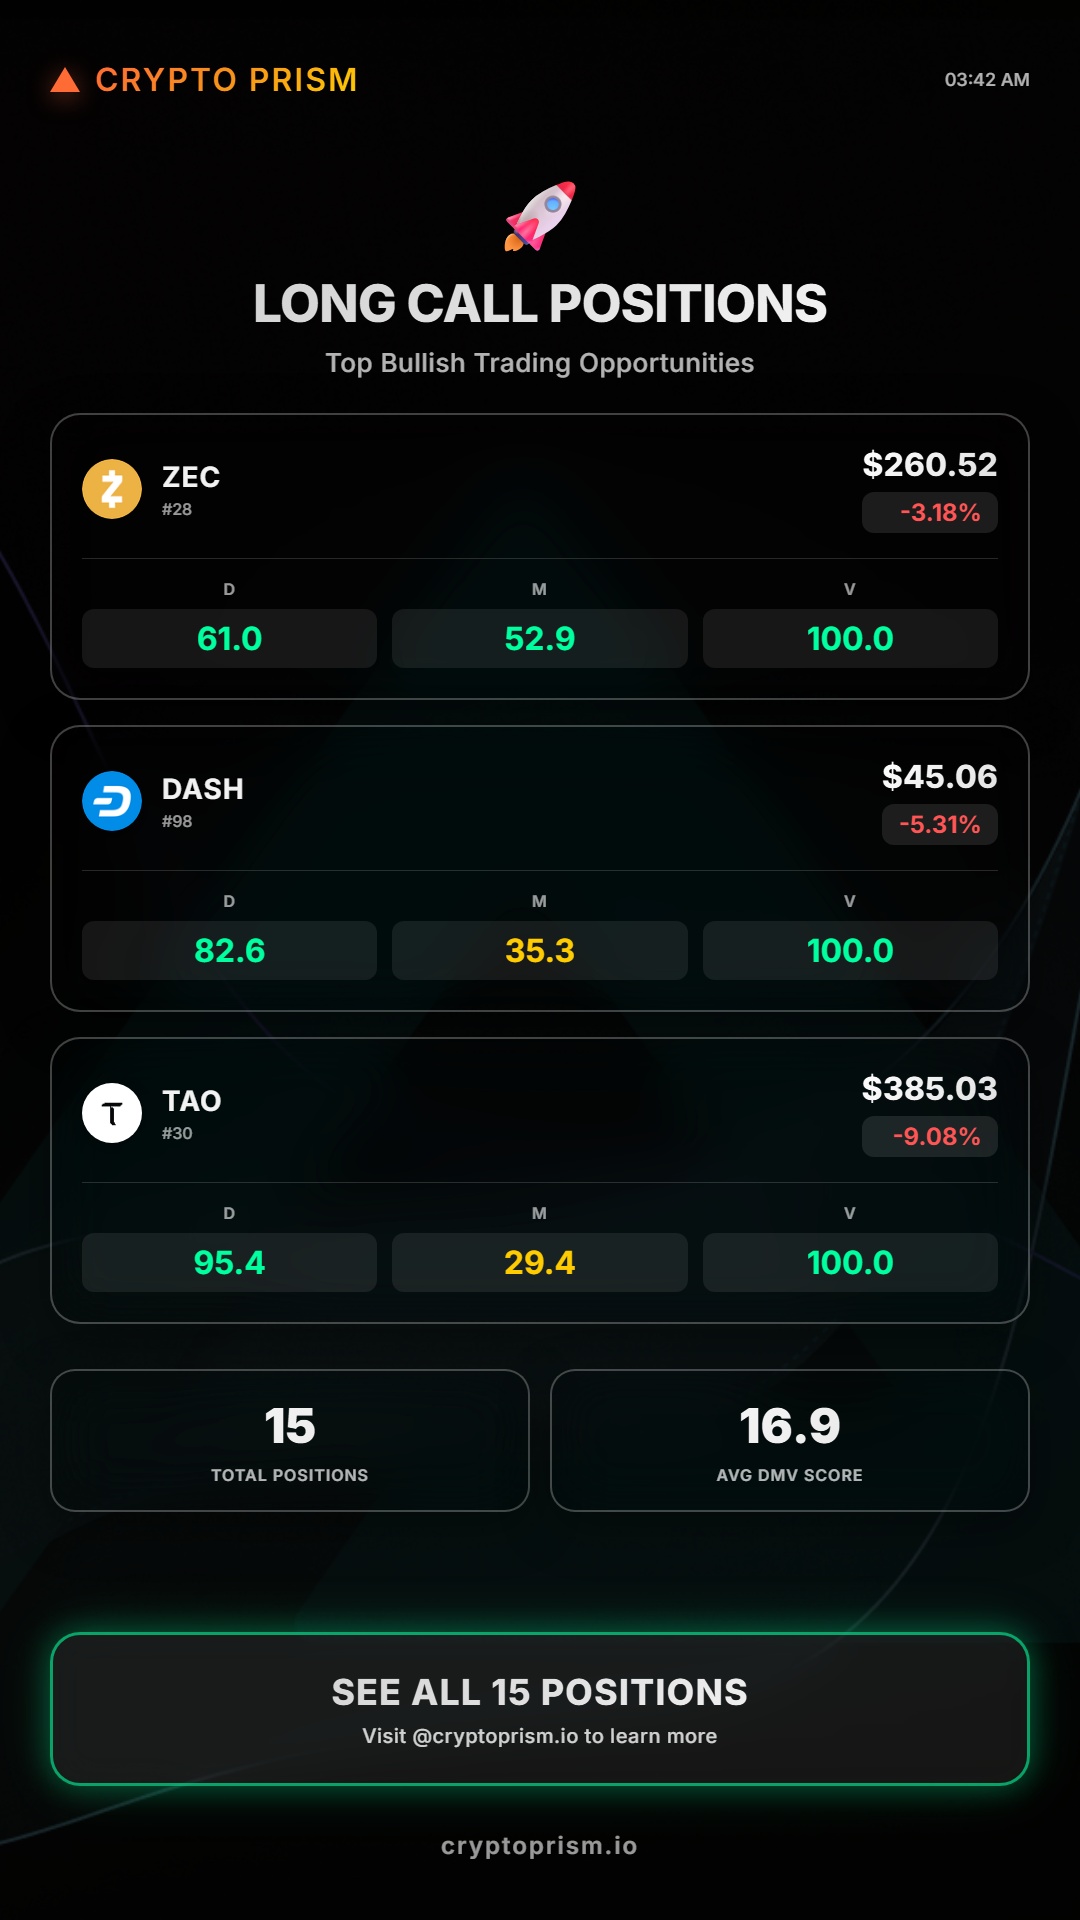 CRYPTO PRISM
03:42 AM
LONG CALL POSITIONS
Top Bullish Trading Opportunities
ZEC
#28
$260.52
-3.18%
D M V
61.0 52.9 100.0
DASH
#98
$45.06
-5.31%
D M V
82.6 35.3 100.0
TAO
#30
$385.03
-9.08%
D M V
95.4 29.4 100.0
15
TOTAL POSITIONS
16.9
AVG DMV SCORE
SEE ALL 15 POSITIONS
Visit @cryptoprism.io to learn more
cryptoprism.io